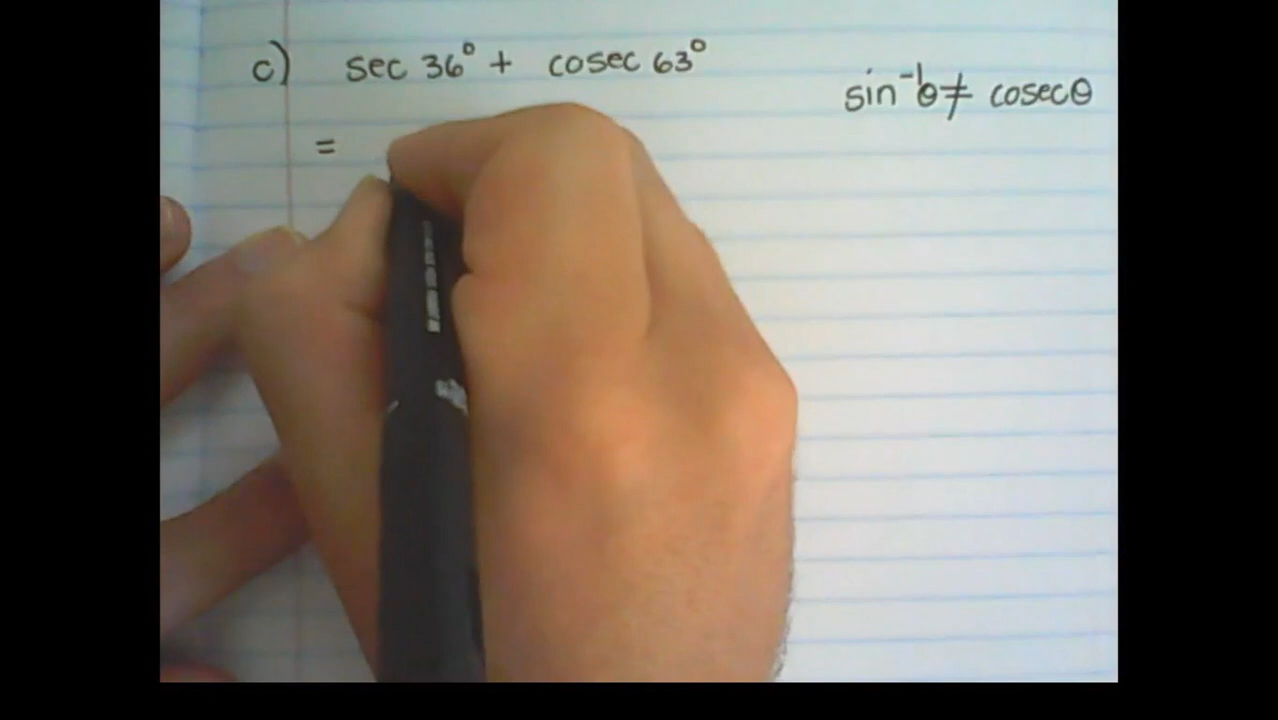 c) sec 36° + cosec 63°
sin⁻¹θ ≠ cosecθ
=